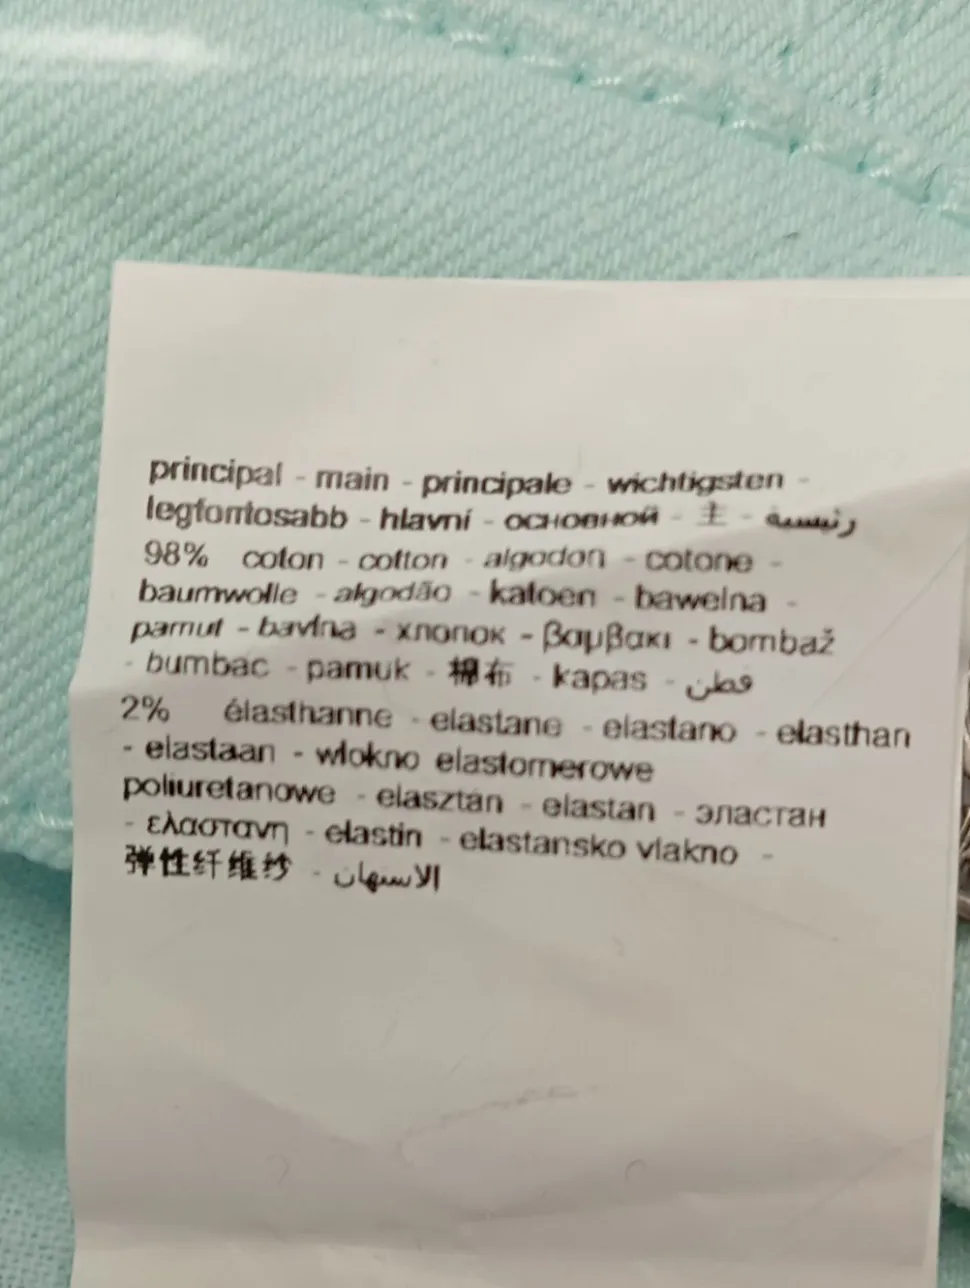 principal - main - principale - wichtigsten -
legfontosabb - hlavní - основной - 主 - رئيسية
98% coton - cotton - algodon - cotone -
baumwolle - algodão - katoen - bawelna -
pamut - bavlna - хлопок - βαμβακι - bombaž
- bumbac - pamuk - 棉布 - kapas - قطن
2% élasthanne - elastane - elastano - elasthan
- elastaan - wlokno elastomerowe
poliuretanowe - elasztán - elastan - эластан
- ελαστανη - elastin - elastansko vlakno -
弹性纤维纱 - الاسبهان